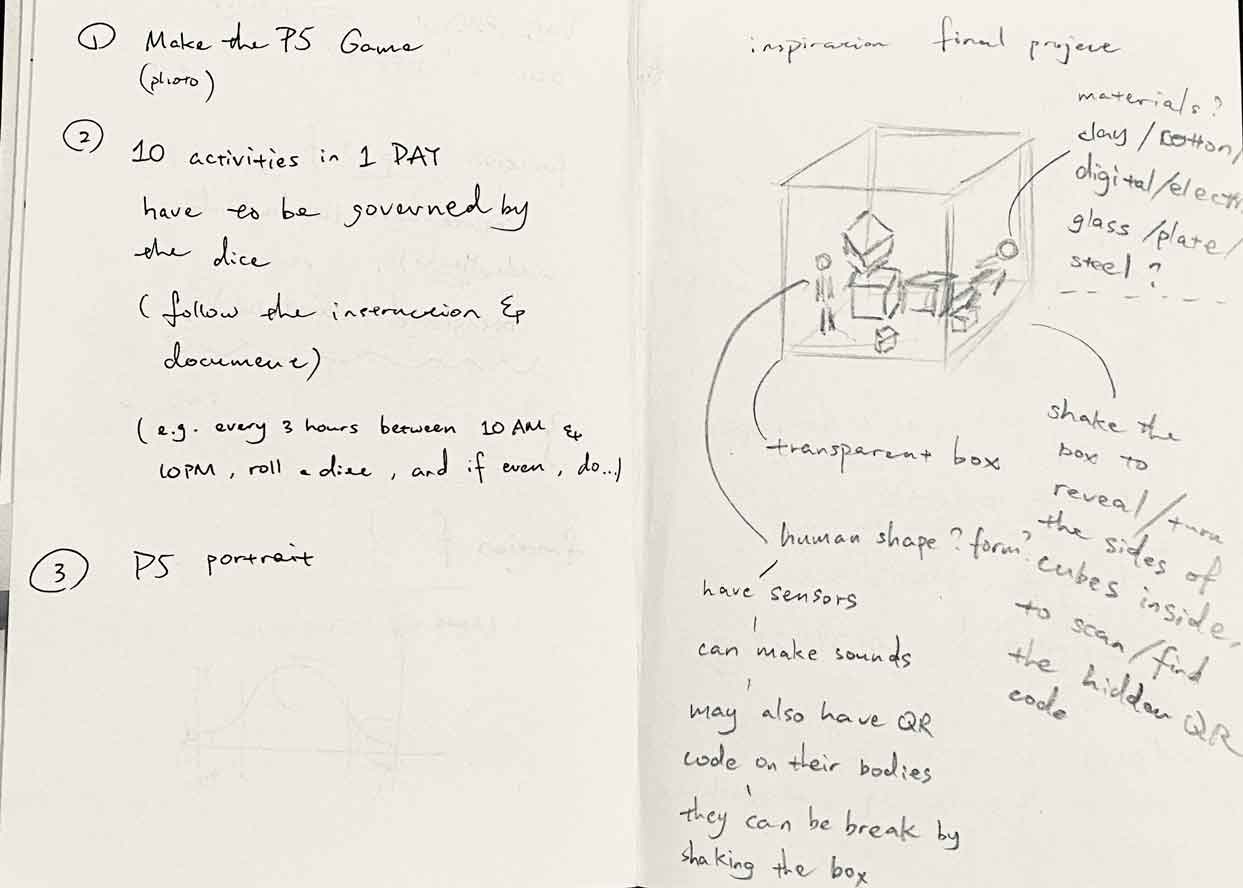 ① Make the P5 Game
(photo)
② 10 activities in 1 DAY
have to be governed by
the dice
( follow the instruction &
document)
( e.g. every 3 hours between 10 AM &
10PM , roll a dice , and if even , do...)
③ P5 portrait
inspiration final project
materials?
clay / cotton/
digital/elect
glass /plate/
steel ?
transparent box
shake the
box to
reveal/turn
the sides of
cubes inside,
to scan/find
the hidden QR
code
human shape ? form?
have sensors
can make sounds
may also have QR
code on their bodies
they can be break by
shaking the box